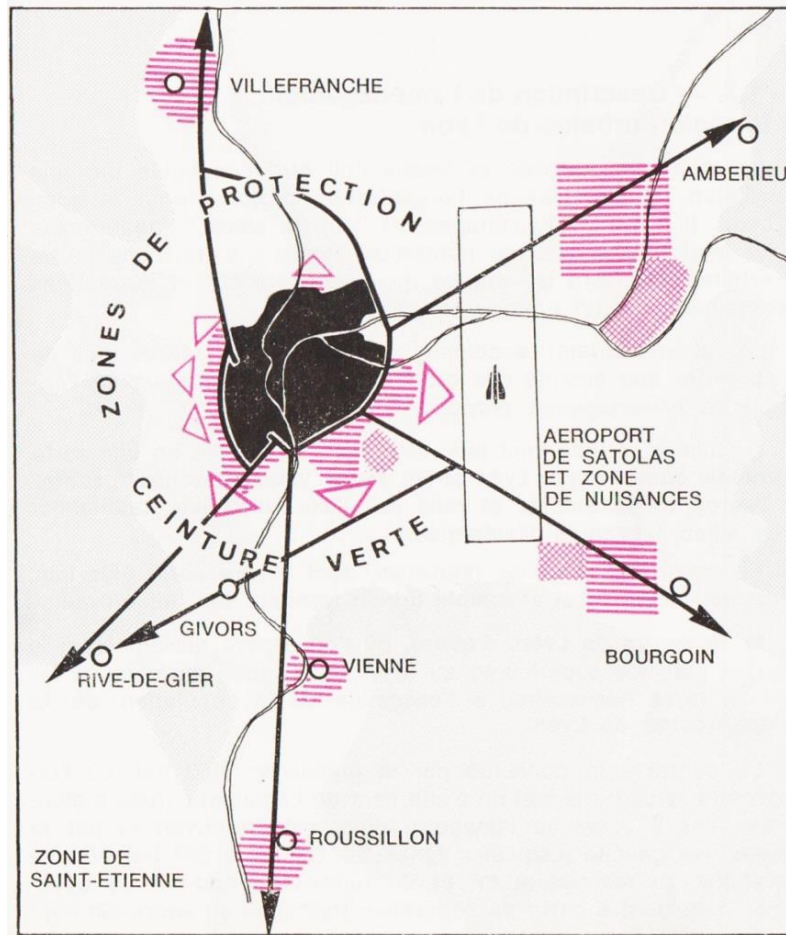 VILLEFRANCHE
AMBERIEU
ZONES DE PROTECTION
AEROPORT
DE SATOLAS
ET ZONE
DE NUISANCES
CEINTURE VERTE
GIVORS
RIVE-DE-GIER
VIENNE
BOURGOIN
ROUSSILLON
ZONE DE
SAINT-ETIENNE